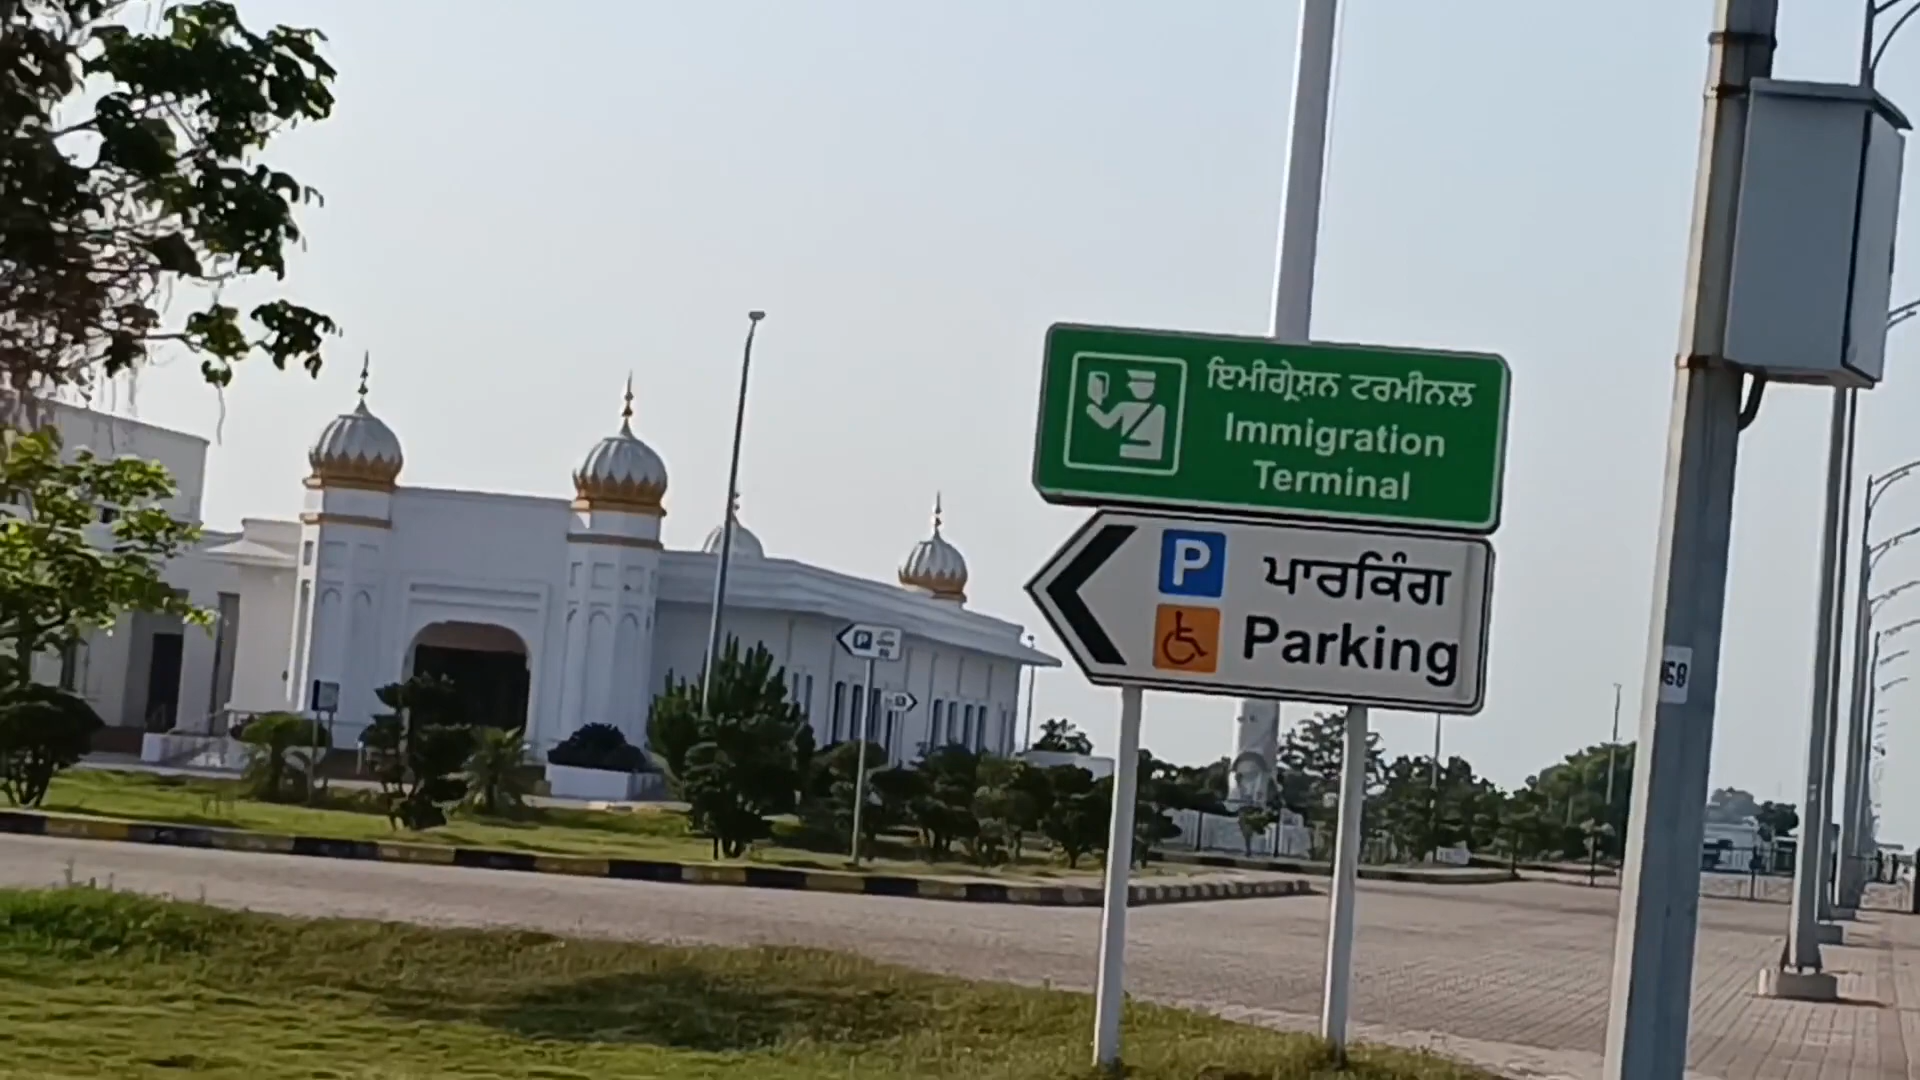 ਇਮੀਗ੍ਰੇਸ਼ਨ ਟਰਮੀਨਲ
Immigration
Terminal
P ਪਾਰਕਿੰਗ
Parking
P